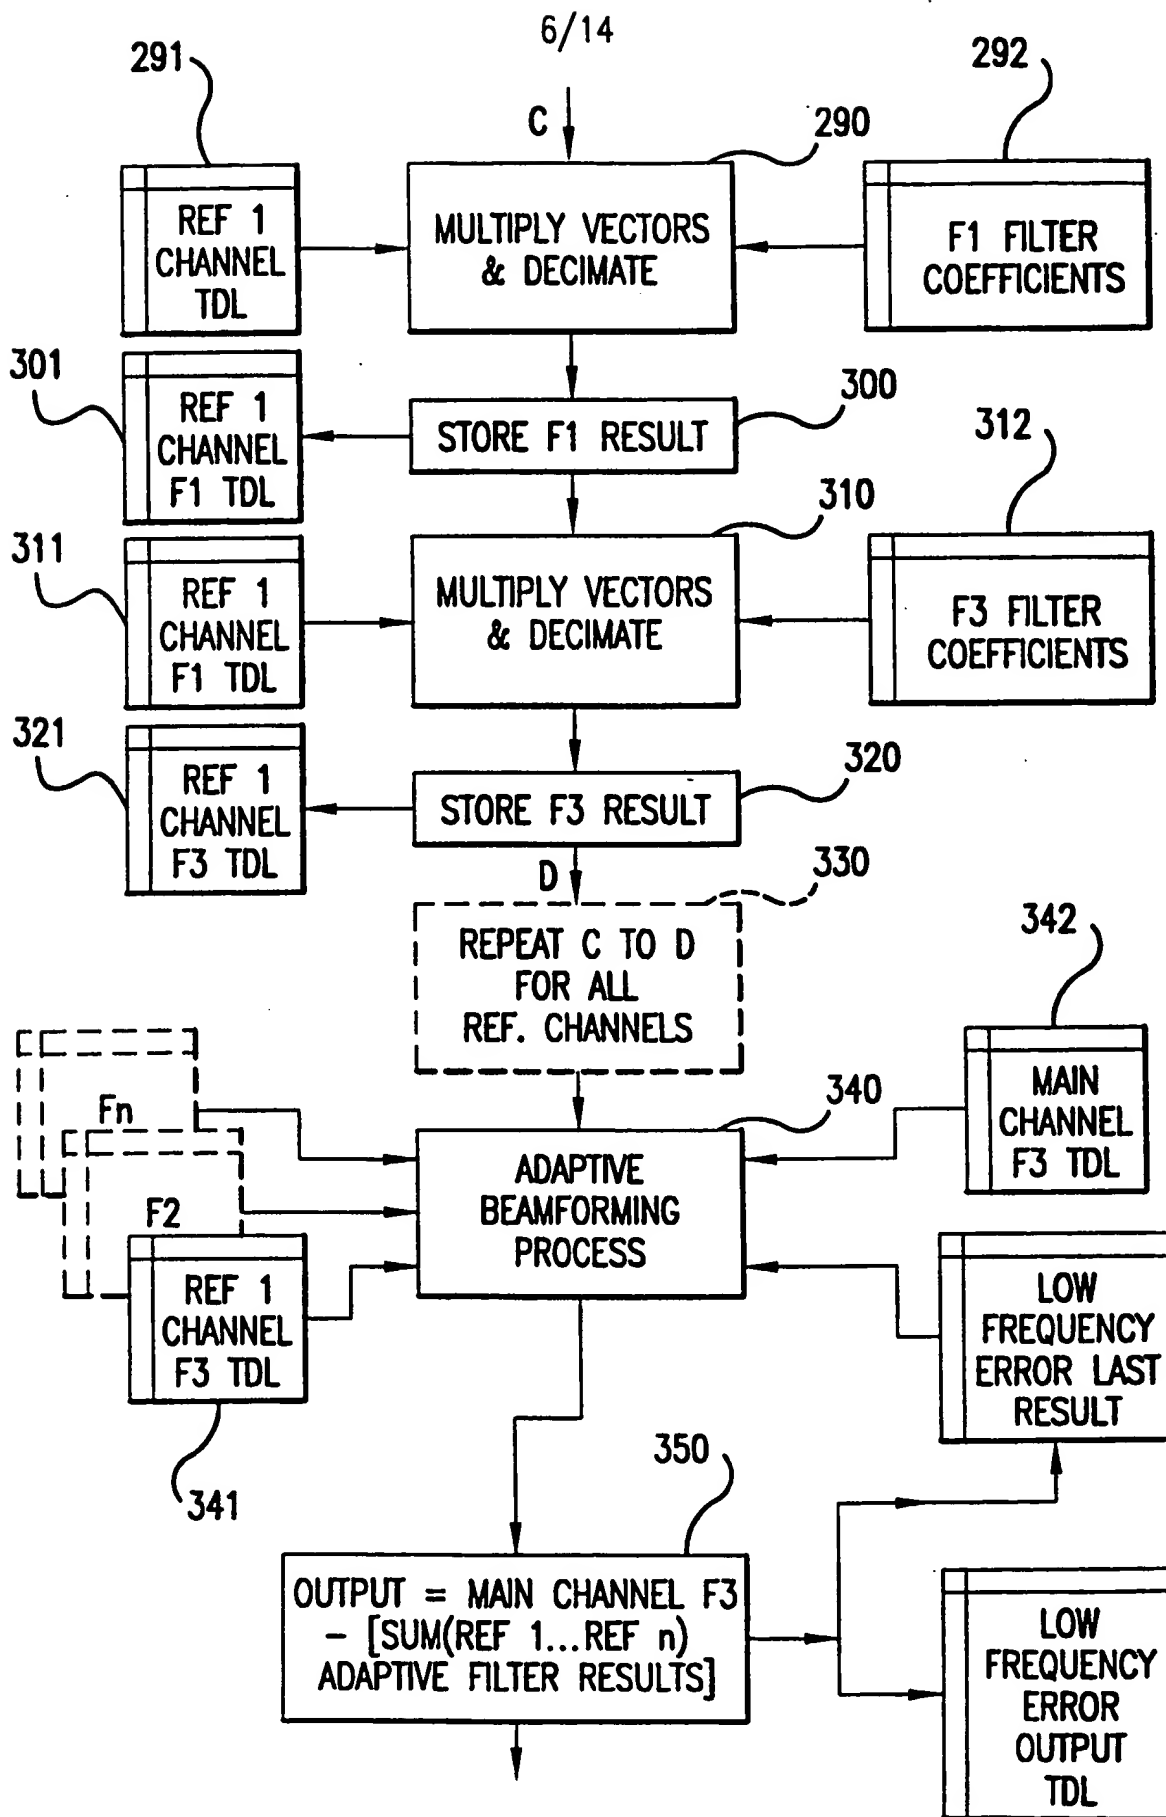 6/14
291
292
C
290
REF 1
CHANNEL
TDL
MULTIPLY VECTORS
& DECIMATE
F1 FILTER
COEFFICIENTS
301
300
REF 1
CHANNEL
F1 TDL
STORE F1 RESULT
312
310
311
REF 1
CHANNEL
F1 TDL
MULTIPLY VECTORS
& DECIMATE
F3 FILTER
COEFFICIENTS
321
320
REF 1
CHANNEL
F3 TDL
STORE F3 RESULT
D
330
REPEAT C TO D
FOR ALL
REF. CHANNELS
342
MAIN
CHANNEL
F3 TDL
340
Fn
F2
ADAPTIVE
BEAMFORMING
PROCESS
REF 1
CHANNEL
F3 TDL
341
LOW
FREQUENCY
ERROR LAST
RESULT
350
OUTPUT = MAIN CHANNEL F3
- [SUM(REF 1...REF n)
ADAPTIVE FILTER RESULTS]
LOW
FREQUENCY
ERROR
OUTPUT
TDL